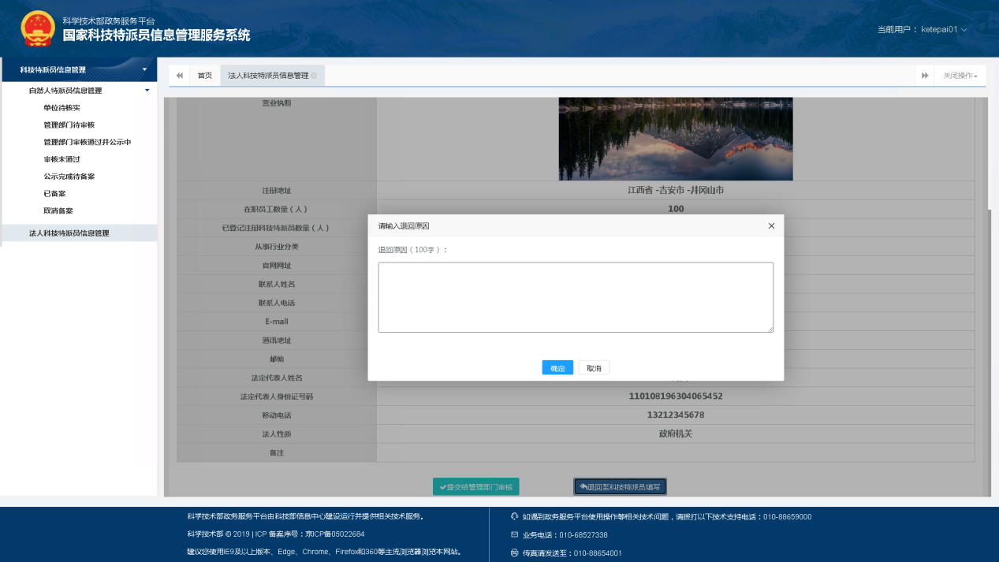 科学技术部政务服务平台
国家科技特派员信息管理服务系统
当前用户： ketepai01
科技特派员信息管理
自然人特派员信息管理
单位待核实
管理部门待审核
管理部门审核通过并公示中
审核未通过
公示完成待备案
已备案
取消备案
法人科技特派员信息管理
首页
法人科技特派员信息管理
关闭操作
营业执照
注册地址
江西省 -吉安市 -井冈山市
在职员工数量（人）
100
已登记注册科技特派员数量（人）
从事行业分类
官网网址
联系人姓名
联系人电话
E-mail
通讯地址
邮编
法定代表人姓名
法定代表人身份证号码
110108196304065452
移动电话
13212345678
法人性质
政府机关
备注
请输入退回原因
退回原因（100字）：
确定
取消
提交给管理部门审核
退回至科技特派员填写
科学技术部政务服务平台由科技部信息中心建设运行并提供相关技术服务。
科学技术部 © 2019 | ICP 备案序号：京ICP备05022684
建议您使用IE9及以上版本、Edge、Chrome、Firefox和360等主流浏览器浏览本网站。
如遇到政务服务平台使用操作等相关技术问题，请拨打以下技术支持电话：010-88659000
业务电话：010-68527338
传真请发送至：010-88654001